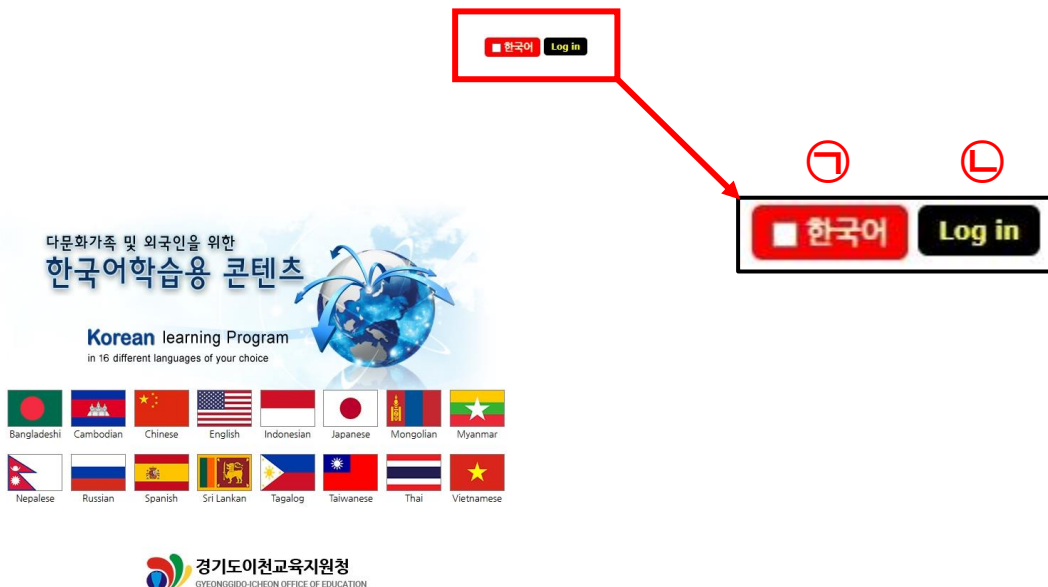 한국어 Log in
㉠ ㉡
한국어 Log in
다문화가족 및 외국인을 위한
한국어학습용 콘텐츠
Korean learning Program
in 16 different languages of your choice
Bangladeshi Cambodian Chinese English Indonesian Japanese Mongolian Myanmar
Nepalese Russian Spanish Sri Lankan Tagalog Taiwanese Thai Vietnamese
경기도이천교육지원청
GYEONGGIDO-ICHEON OFFICE OF EDUCATION